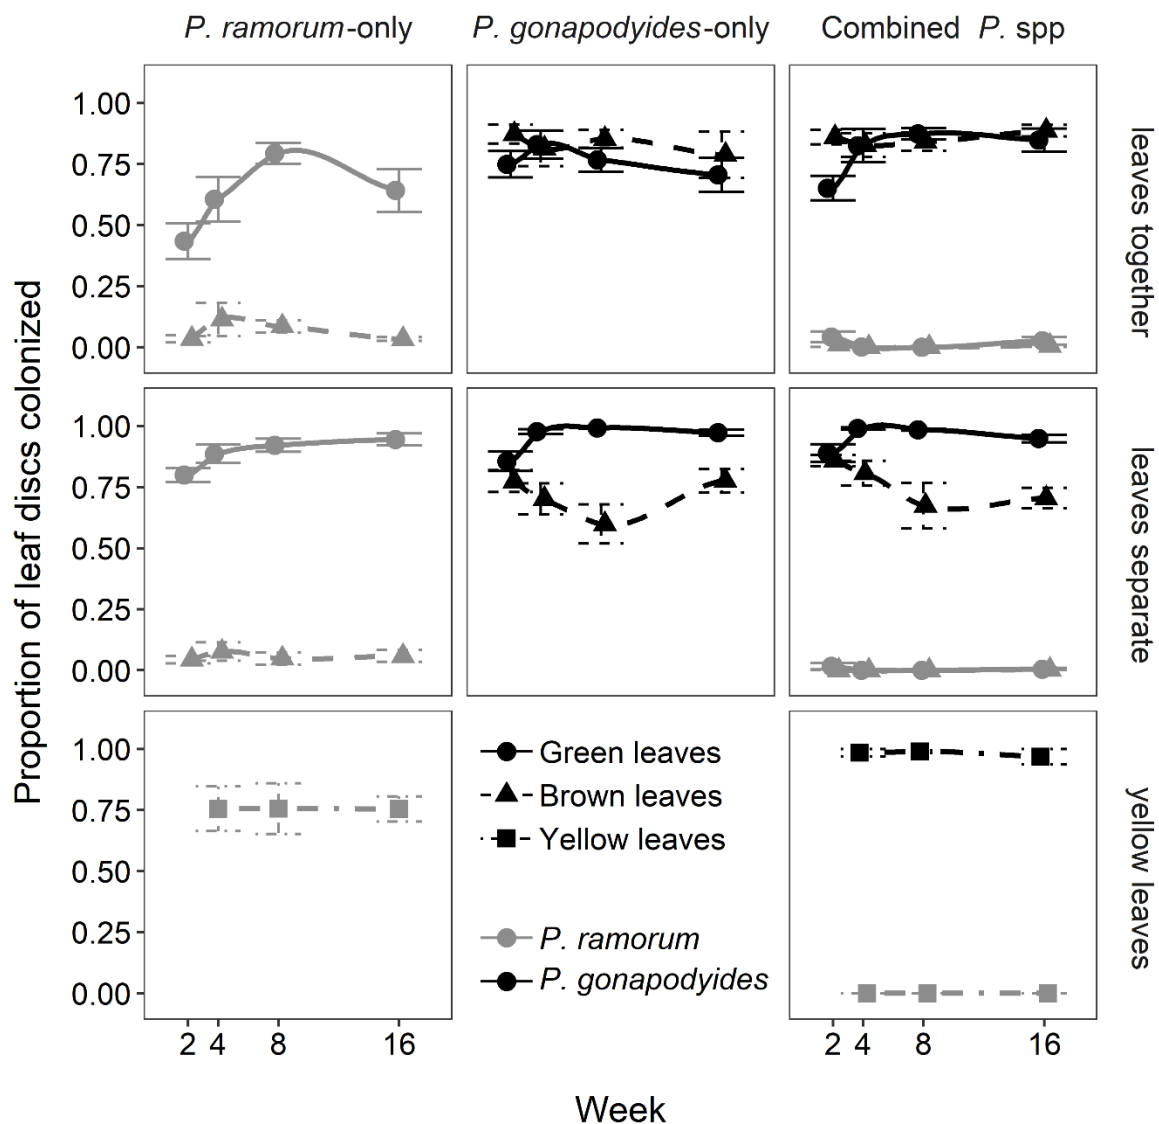 P. ramorum-only P. gonapodyides-only Combined P. spp
Proportion of leaf discs colonized
1.00
0.75
0.50
0.25
0.00
leaves together
1.00
0.75
0.50
0.25
0.00
leaves separate
1.00
0.75
0.50
0.25
0.00
Green leaves
Brown leaves
Yellow leaves
P. ramorum
P. gonapodyides
yellow leaves
2 4 8 16 2 4 8 16
Week